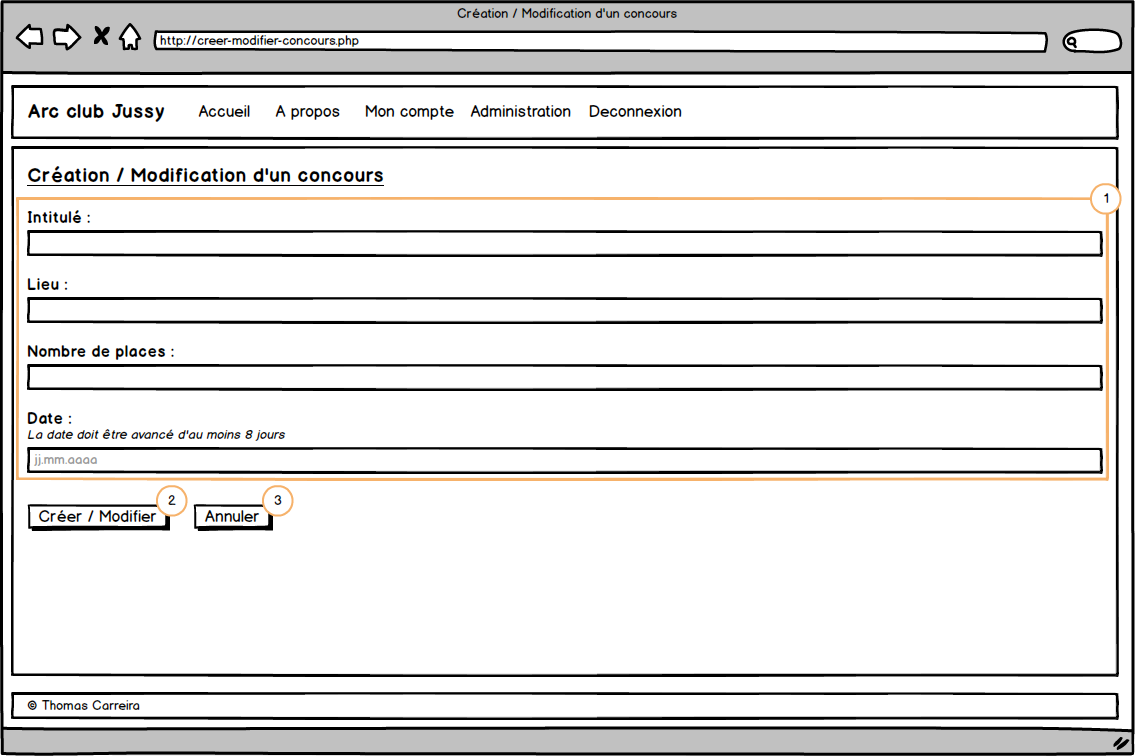 Création / Modification d'un concours
http://creer-modifier-concours.php
Arc club Jussy Accueil A propos Mon compte Administration Deconnexion
Création / Modification d'un concours
1
Intitulé :
Lieu :
Nombre de places :
Date :
La date doit être avancé d'au moins 8 jours
jj.mm.aaaa
2 3
Créer / Modifier Annuler
© Thomas Carreira